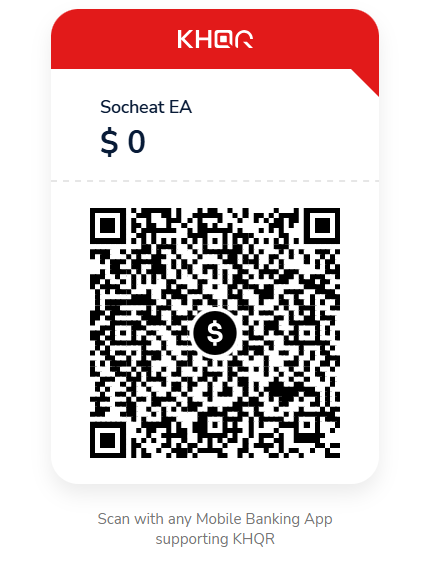 KHQR
Socheat EA
$ 0
$
Scan with any Mobile Banking App
supporting KHQR